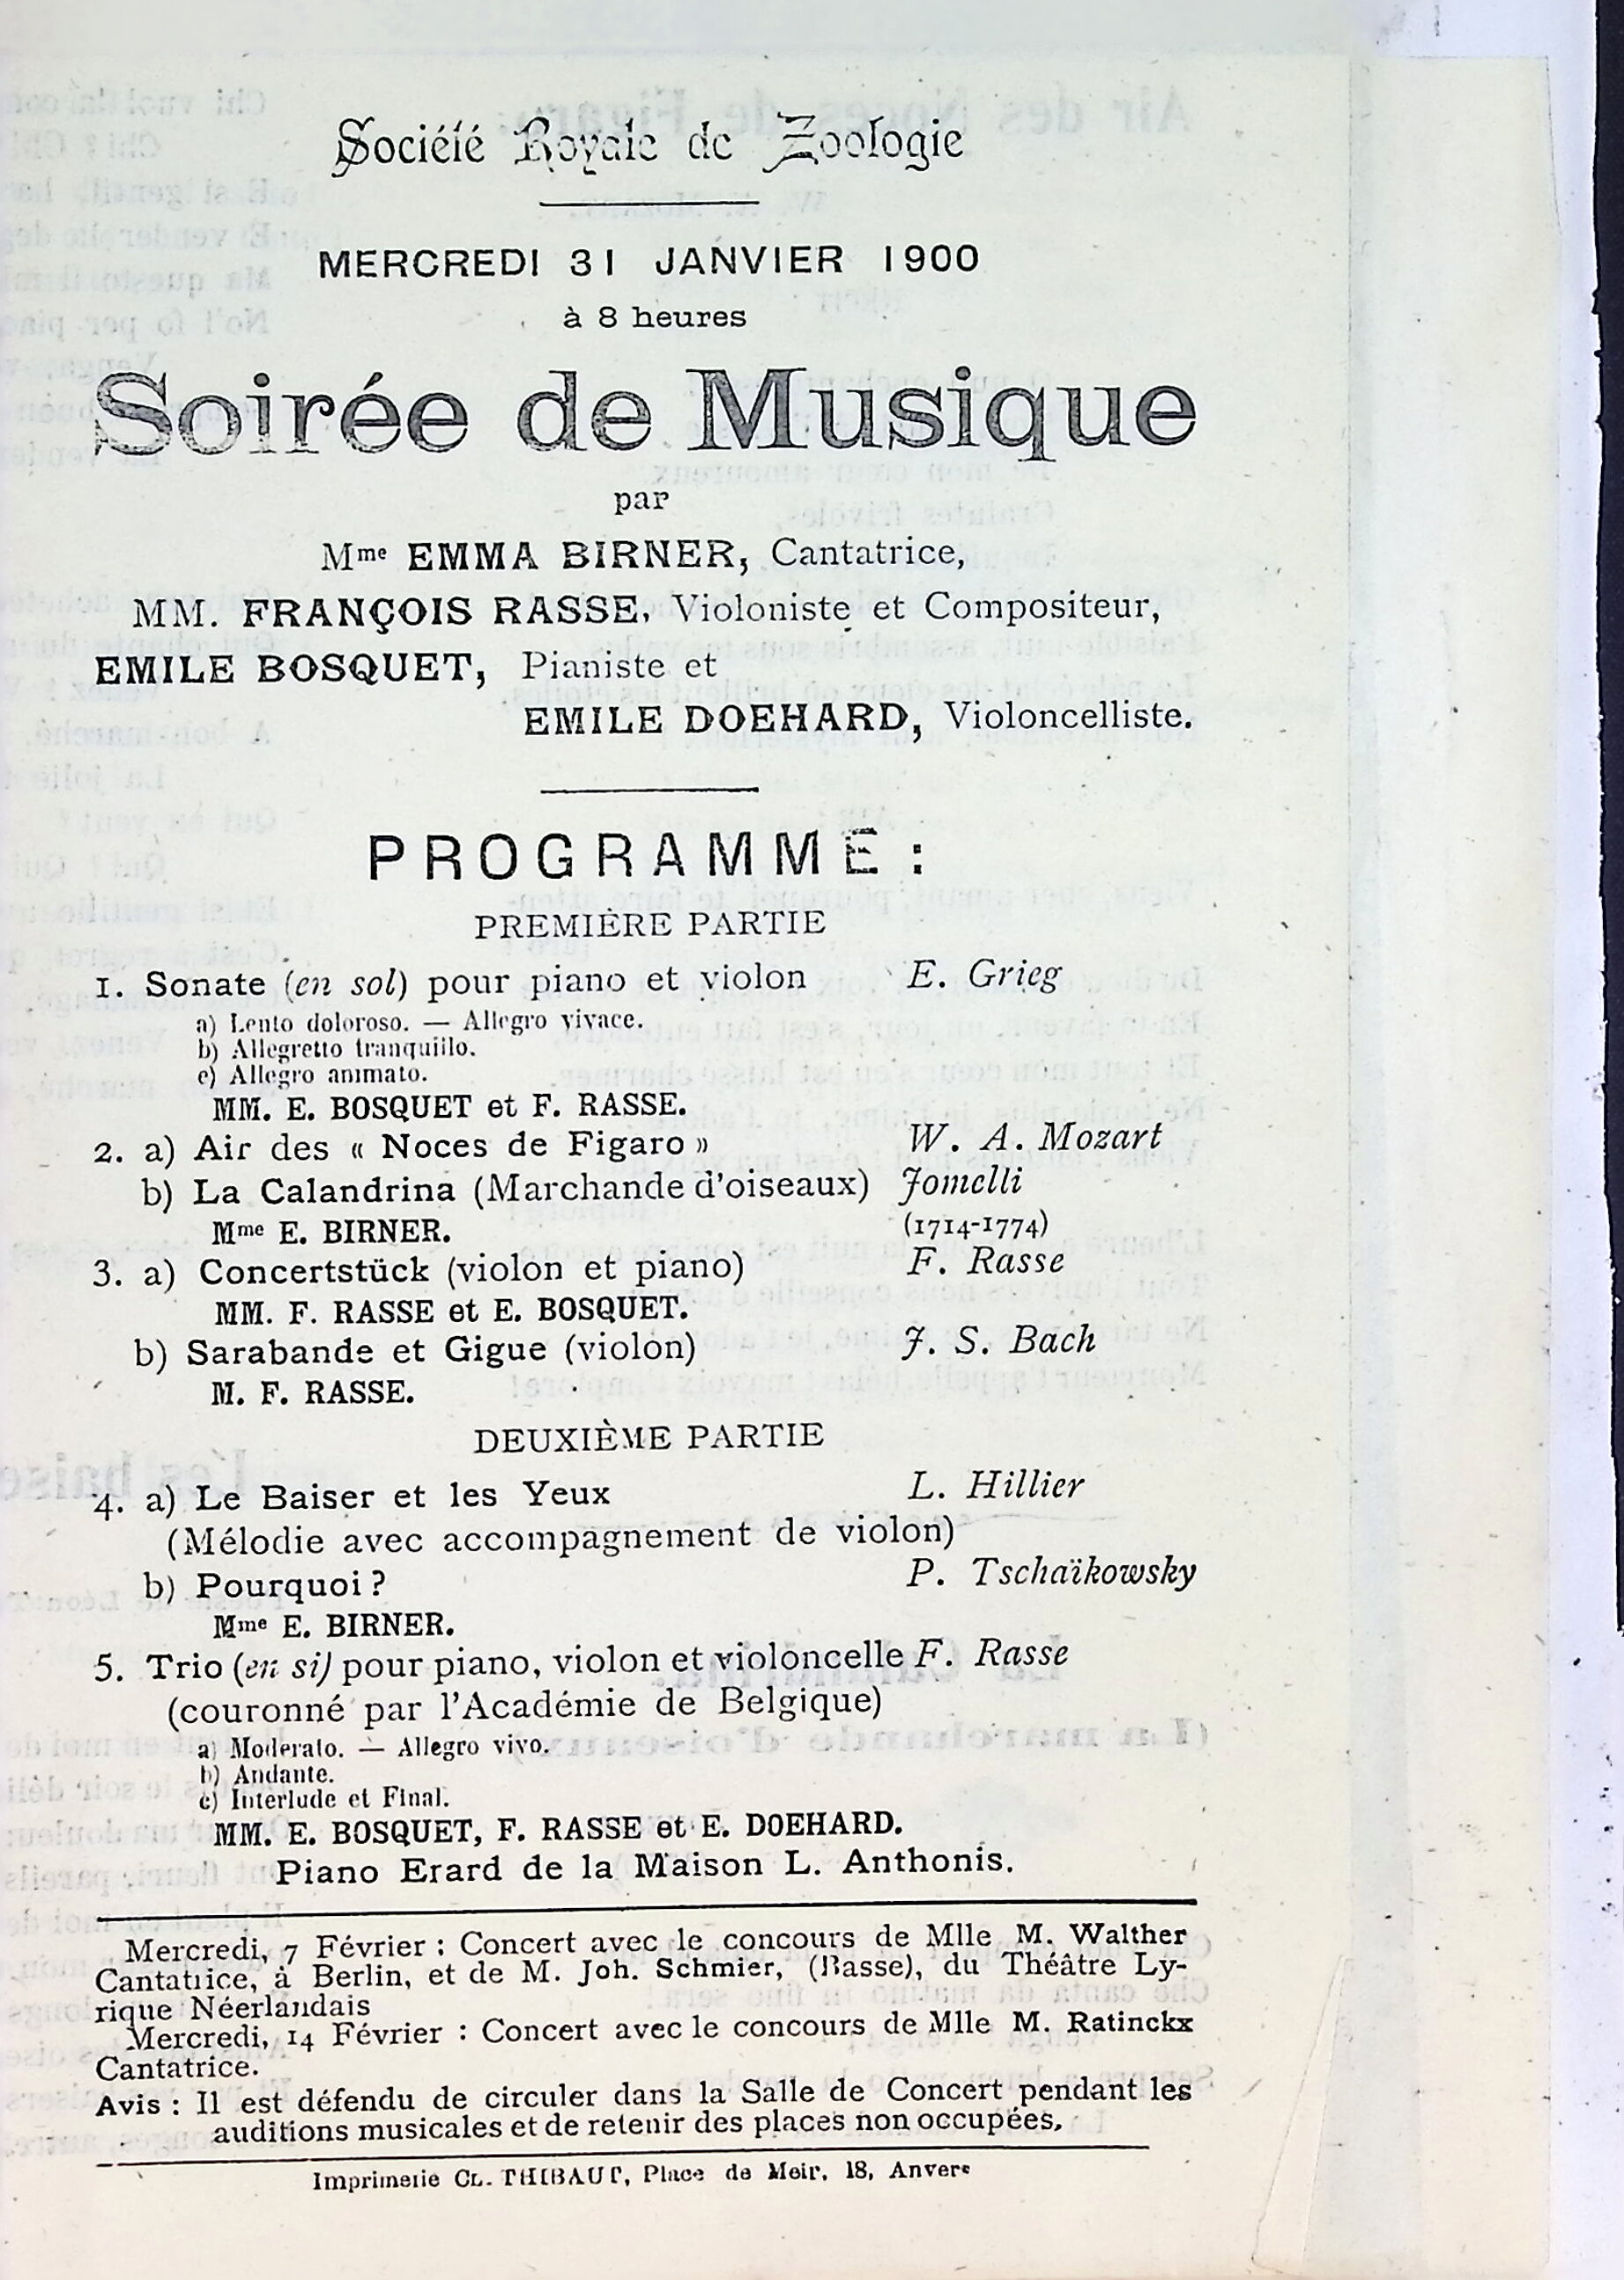 Société Royale de Zoologie
MERCREDI 31 JANVIER 1900
à 8 heures
Soirée de Musique
par
Mme EMMA BIRNER, Cantatrice,
MM. FRANÇOIS RASSE, Violoniste et Compositeur,
EMILE BOSQUET, Pianiste et
EMILE DOEHARD, Violoncelliste.
PROGRAMME:
PREMIÈRE PARTIE
1. Sonate (en sol) pour piano et violon E. Grieg
a) Lento doloroso. — Allegro vivace.
b) Allegretto tranquillo.
c) Allegro animato.
MM. E. BOSQUET et F. RASSE.
2. a) Air des « Noces de Figaro » W. A. Mozart
b) La Calandrina (Marchande d'oiseaux) Jomelli
Mme E. BIRNER. (1714-1774)
3. a) Concertstück (violon et piano) F. Rasse
MM. F. RASSE et E. BOSQUET.
b) Sarabande et Gigue (violon) J. S. Bach
M. F. RASSE.
DEUXIÈME PARTIE
4. a) Le Baiser et les Yeux L. Hillier
(Mélodie avec accompagnement de violon)
b) Pourquoi? P. Tschaïkowsky
Mme E. BIRNER.
5. Trio (en si) pour piano, violon et violoncelle F. Rasse
(couronné par l'Académie de Belgique)
a) Moderato. — Allegro vivo.
b) Andante.
c) Interlude et Final.
MM. E. BOSQUET, F. RASSE et E. DOEHARD.
Piano Erard de la Maison L. Anthonis.
Mercredi, 7 Février : Concert avec le concours de Mlle M. Walther
Cantatrice, à Berlin, et de M. Joh. Schmier, (Basse), du Théâtre Ly-
rique Néerlandais
Mercredi, 14 Février : Concert avec le concours de Mlle M. Ratinckx
Cantatrice.
Avis : Il est défendu de circuler dans la Salle de Concert pendant les
auditions musicales et de retenir des places non occupées.
Imprimerie CL. THIBAUT, Place de Meir, 18, Anvers